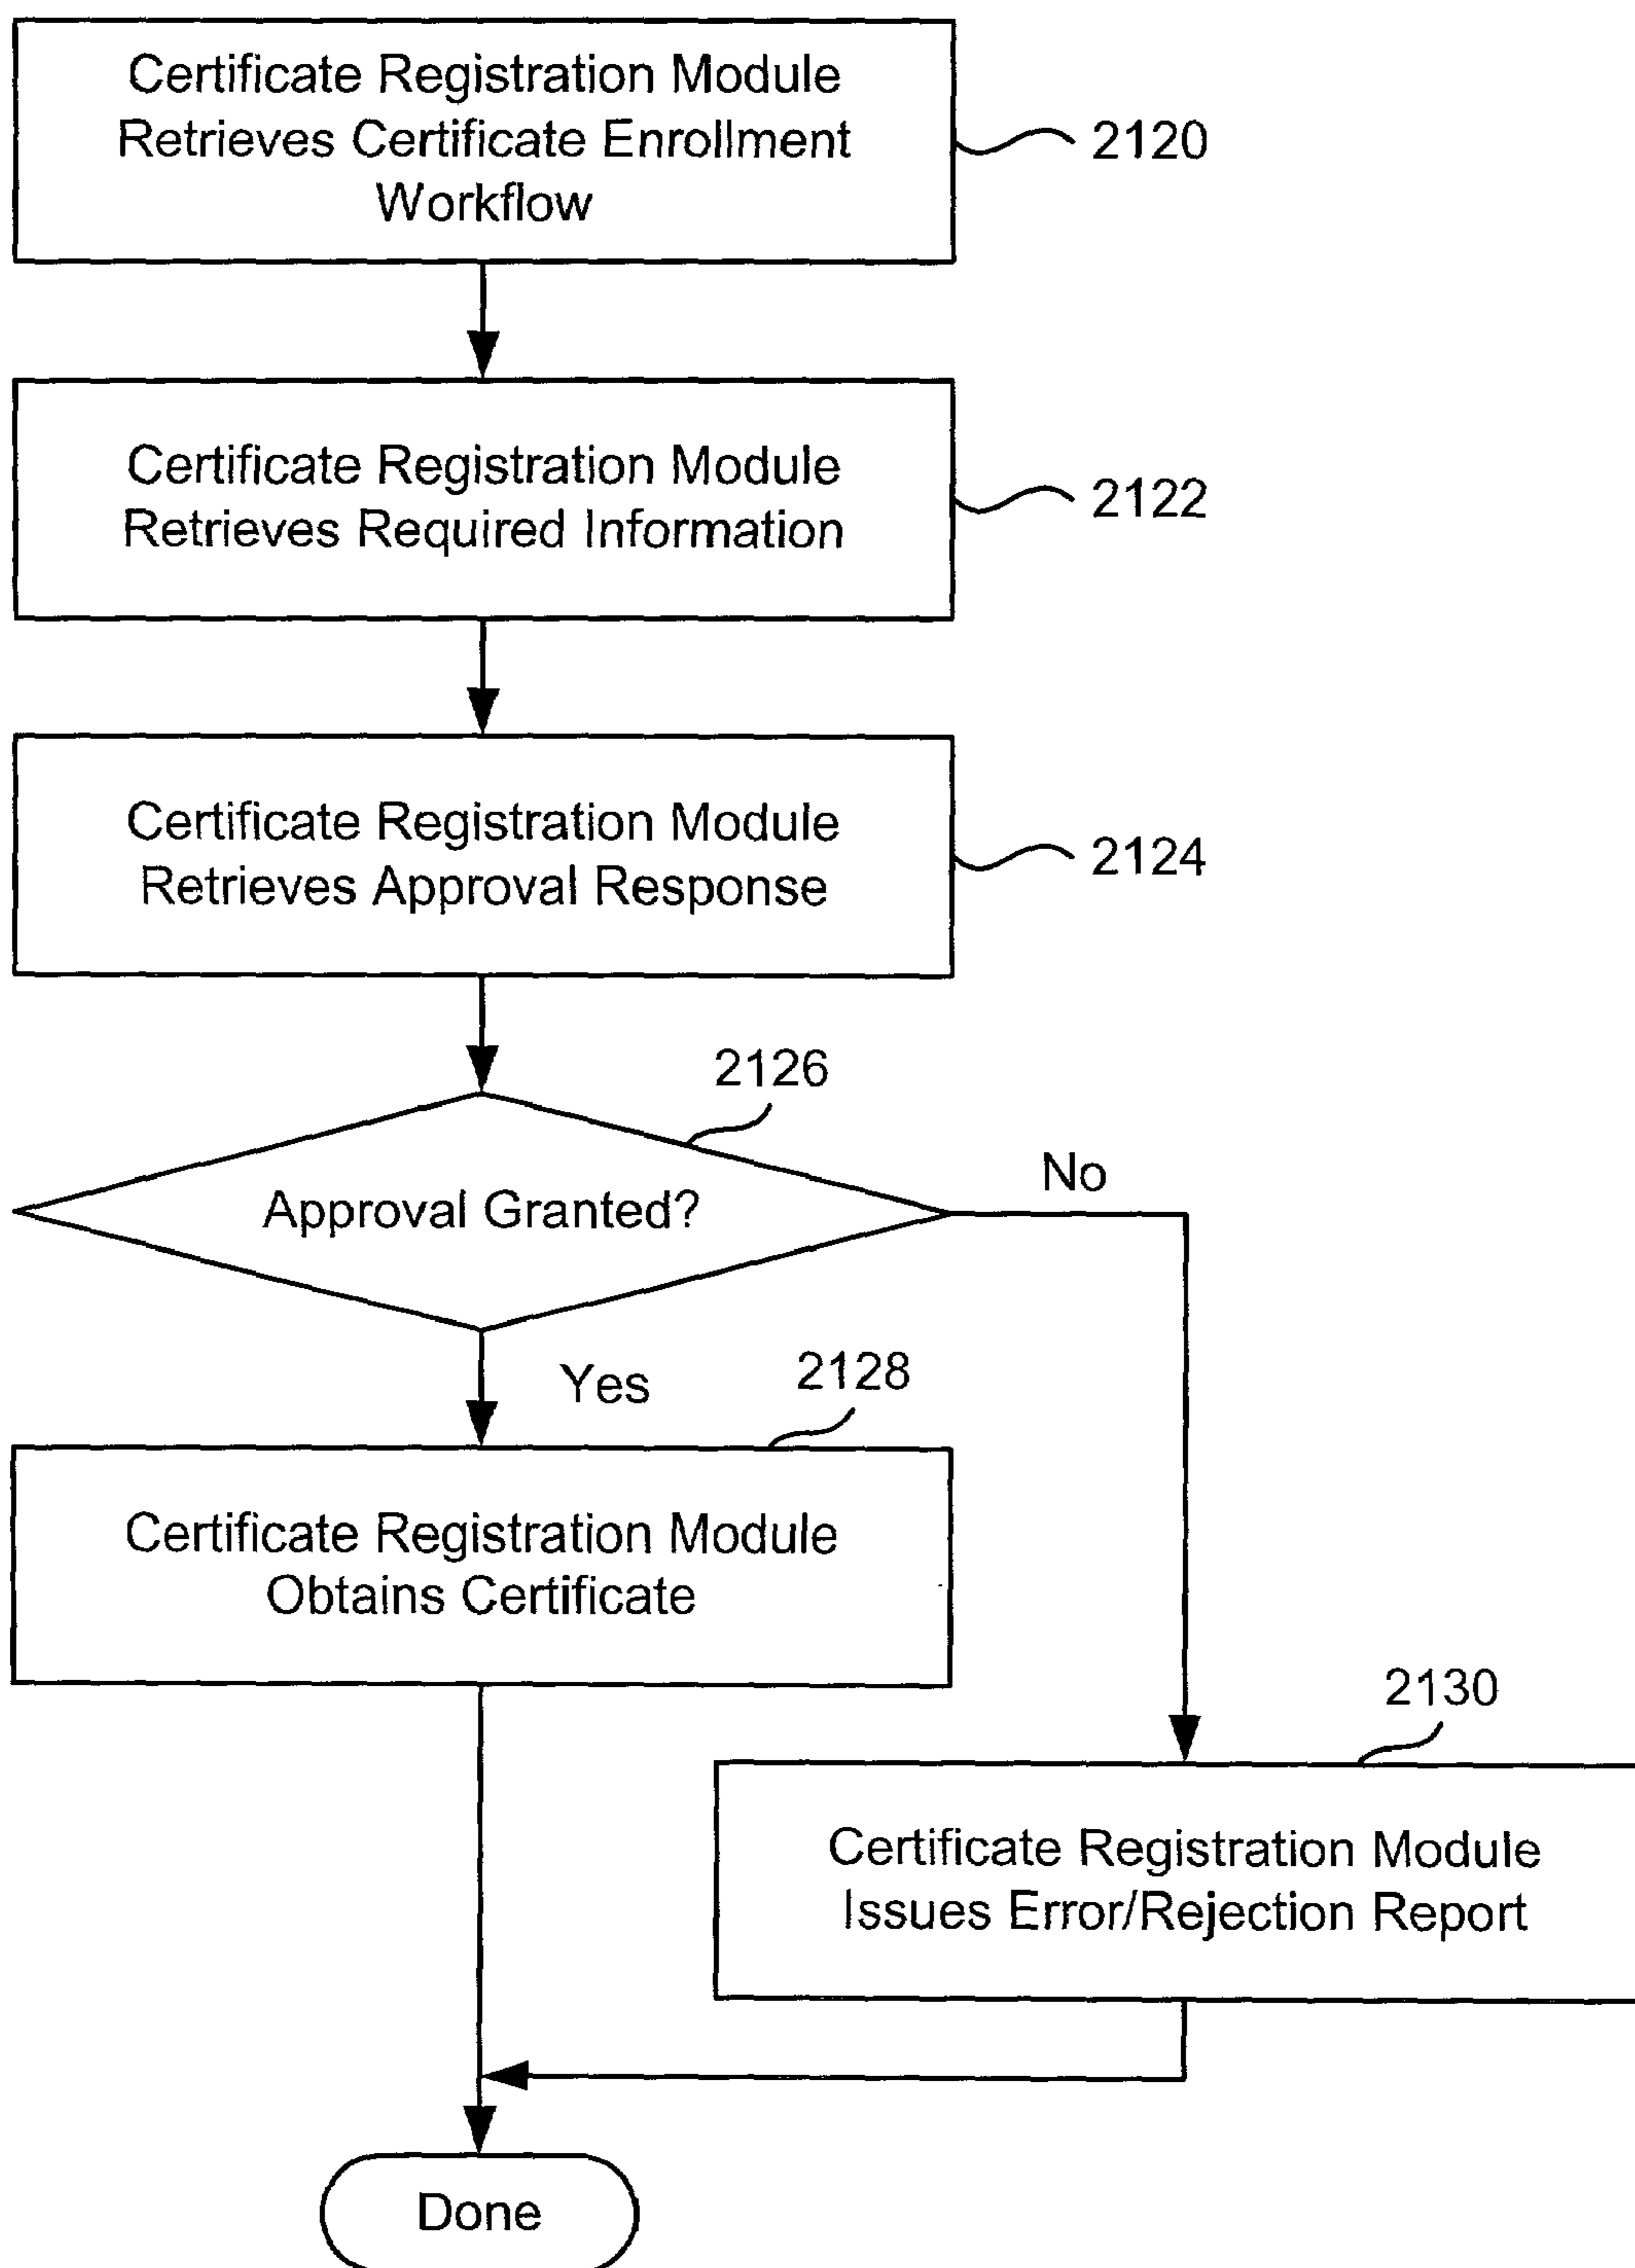 Certificate Registration Module
Retrieves Certificate Enrollment
Workflow
2120
Certificate Registration Module
Retrieves Required Information
2122
Certificate Registration Module
Retrieves Approval Response
2124
2126
Approval Granted?
No
Yes
2128
Certificate Registration Module
Obtains Certificate
2130
Certificate Registration Module
Issues Error/Rejection Report
Done